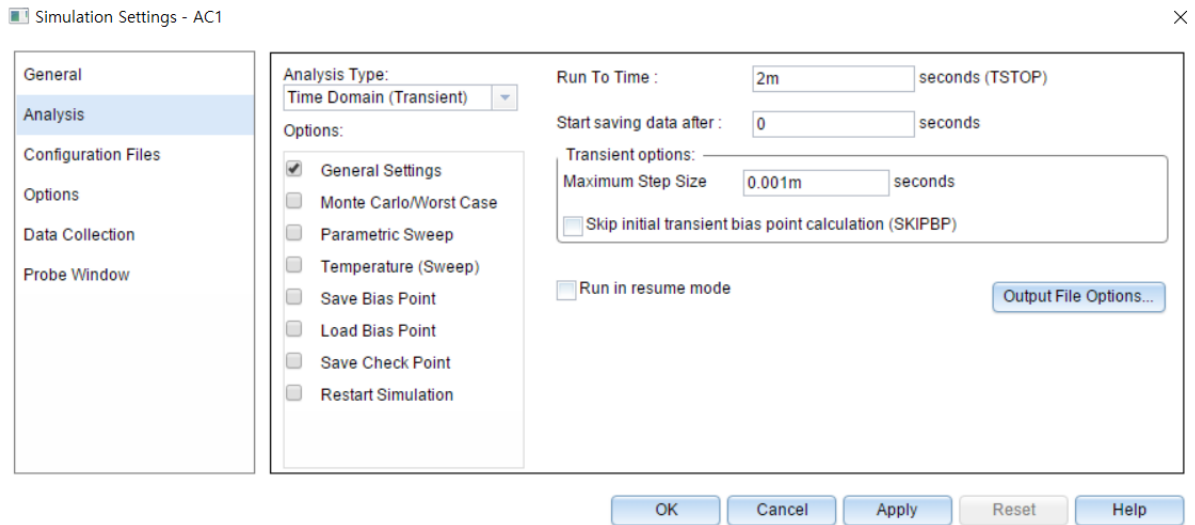 Simulation Settings - AC1
General
Analysis
Configuration Files
Options
Data Collection
Probe Window
Analysis Type:
Time Domain (Transient)
Options:
General Settings
Monte Carlo/Worst Case
Parametric Sweep
Temperature (Sweep)
Save Bias Point
Load Bias Point
Save Check Point
Restart Simulation
Run To Time : 2m seconds (TSTOP)
Start saving data after : 0 seconds
Transient options:
Maximum Step Size 0.001m seconds
Skip initial transient bias point calculation (SKIPBP)
Run in resume mode
Output File Options...
OK Cancel Apply Reset Help